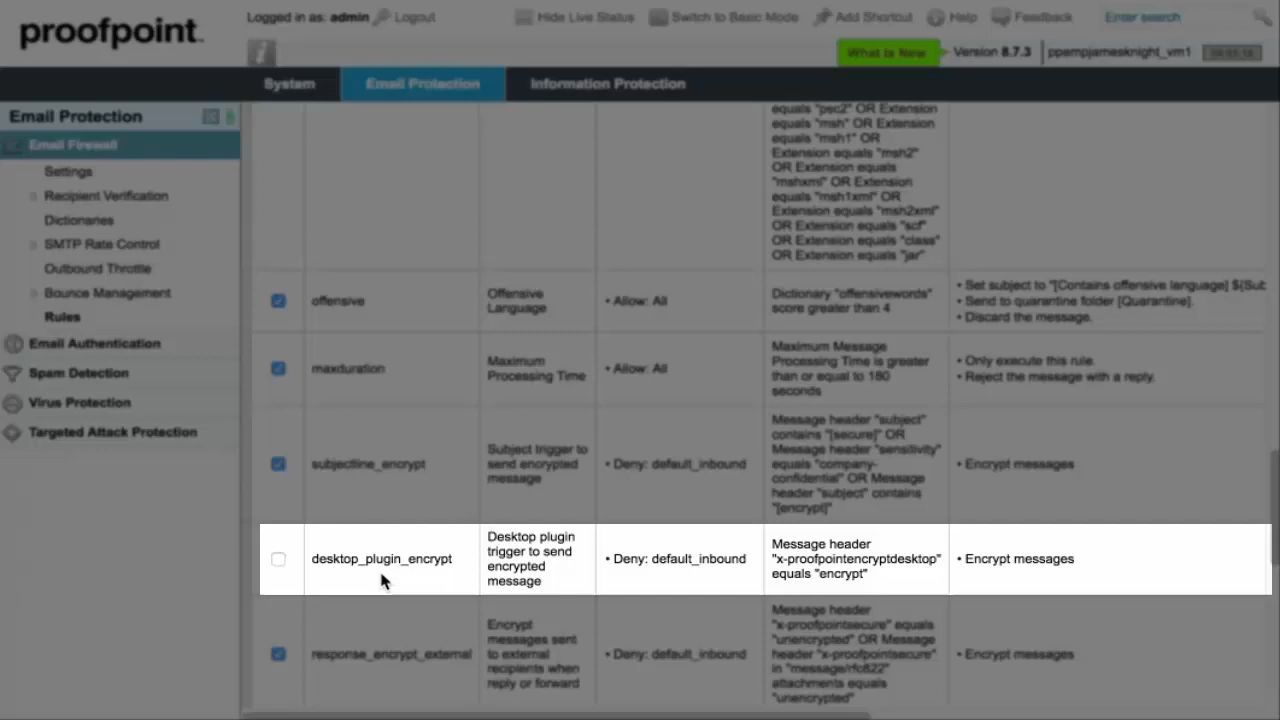 proofpoint.
Logged in as: admin Logout
Hide Live Status Switch to Basic Mode Add Shortcut Help Feedback Enter search
What is New Version 8.7.3 ppempjamesknight_vm1
System Email Protection Information Protection
Email Protection
Email Firewall
Settings
Recipient Verification
Dictionaries
SMTP Rate Control
Outbound Throttle
Bounce Management
Rules
Email Authentication
Spam Detection
Virus Protection
Targeted Attack Protection
equals "psc2" OR Extension
equals "msh" OR Extension
equals "msh1" OR
Extension equals "msh2"
OR Extension equals
"mshxml" OR Extension
equals "msh1xml" OR
Extension equals "msh2xml"
OR Extension equals "scf"
OR Extension equals "class"
OR Extension equals "jar"
offensive
Offensive
Language
• Allow: All
Dictionary "offensivewords"
score greater than 4
• Set subject to "[Contains offensive language] ${Sub
• Send to quarantine folder [Quarantine].
• Discard the message.
maxduration
Maximum
Processing Time
• Allow: All
Maximum Message
Processing Time is greater
than or equal to 180
seconds
• Only execute this rule.
• Reject the message with a reply.
subjectline_encrypt
Subject trigger to
send encrypted
message
• Deny: default_inbound
Message header "subject"
contains "[secure]" OR
Message header "sensitivity"
equals "company-
confidential" OR Message
header "subject" contains
"[encrypt]"
• Encrypt messages
desktop_plugin_encrypt
Desktop plugin
trigger to send
encrypted
message
• Deny: default_inbound
Message header
"x-proofpointencryptdesktop"
equals "encrypt"
• Encrypt messages
response_encrypt_external
Encrypt
messages sent
to external
recipients when
reply or forward
• Deny: default_inbound
Message header
"x-proofpointsecure" equals
"unencrypted" OR Message
header "x-proofpointsecure"
in "message/rfc822"
attachments equals
"unencrypted"
• Encrypt messages